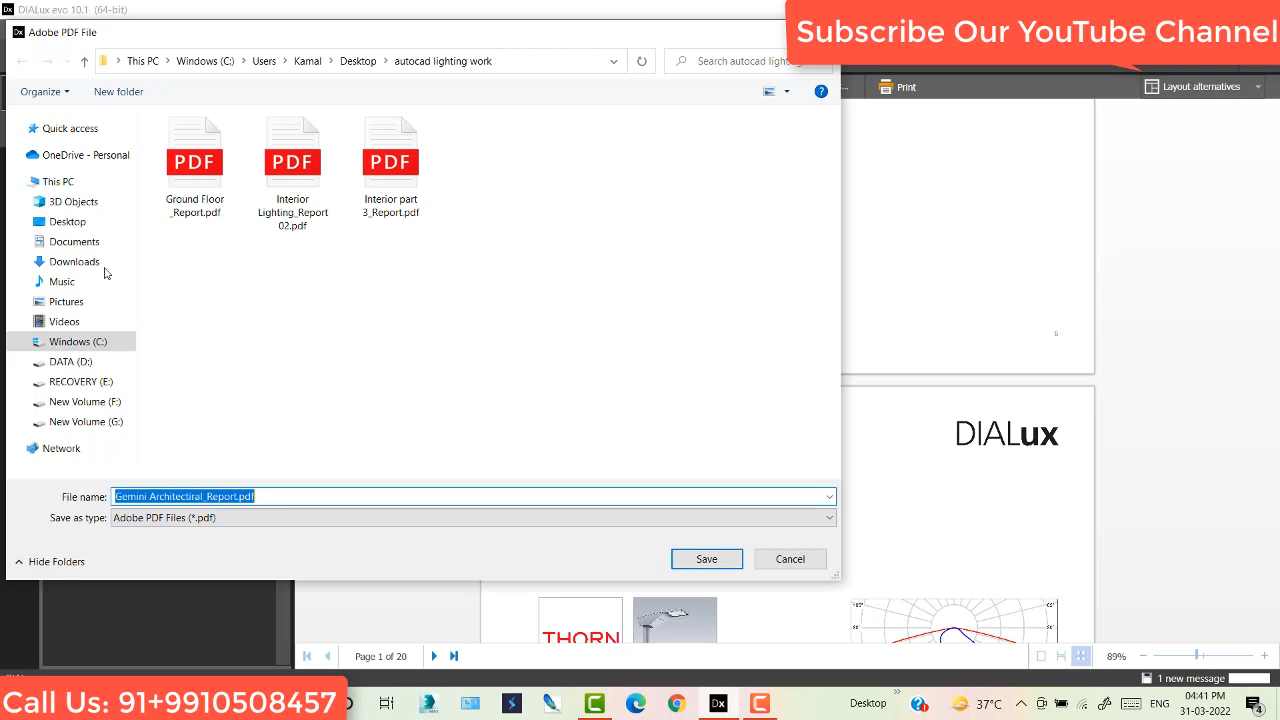 DIALux evo 10.1 (64-bit)
Subscribe Our YouTube Channel
Dx Adobe PDF File
This PC > Windows (C:) > Users > Kamal > Desktop > autocad lighting work
Search autocad lighting
Organize
New folder
...
Print
Layout alternatives
Quick access
OneDrive - Personal
This PC
3D Objects
Desktop
Documents
Downloads
Music
Pictures
Videos
Windows (C:)
DATA (D:)
RECOVERY (E:)
New Volume (F:)
New Volume (G:)
Network
PDF
PDF
PDF
Ground Floor
_Report.pdf
Interior
Lighting_Report
02.pdf
Interior part
3_Report.pdf
6
DIALux
File name: Gemini Architectiral_Report.pdf
Save as type: Adobe PDF Files (*.pdf)
Hide Folders
Save
Cancel
THORN
Page 1 of 20
89%
1 new message
Call Us: 91+9910508457
Dx
Desktop
37°C
ENG
04:41 PM
31-03-2022
4